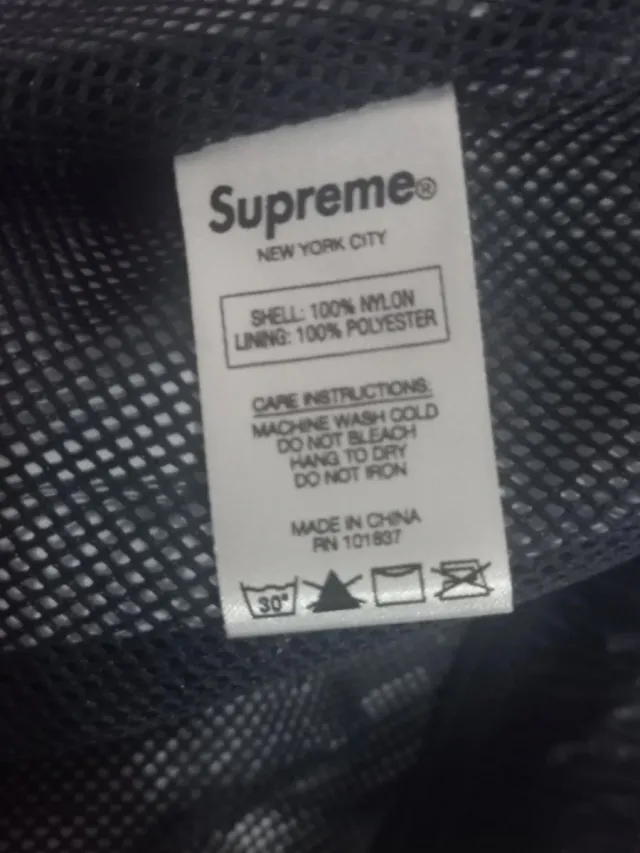 Supreme®
NEW YORK CITY
SHELL: 100% NYLON
LINING: 100% POLYESTER
CARE INSTRUCTIONS:
MACHINE WASH COLD
DO NOT BLEACH
HANG TO DRY
DO NOT IRON
MADE IN CHINA
RN 101837
30°